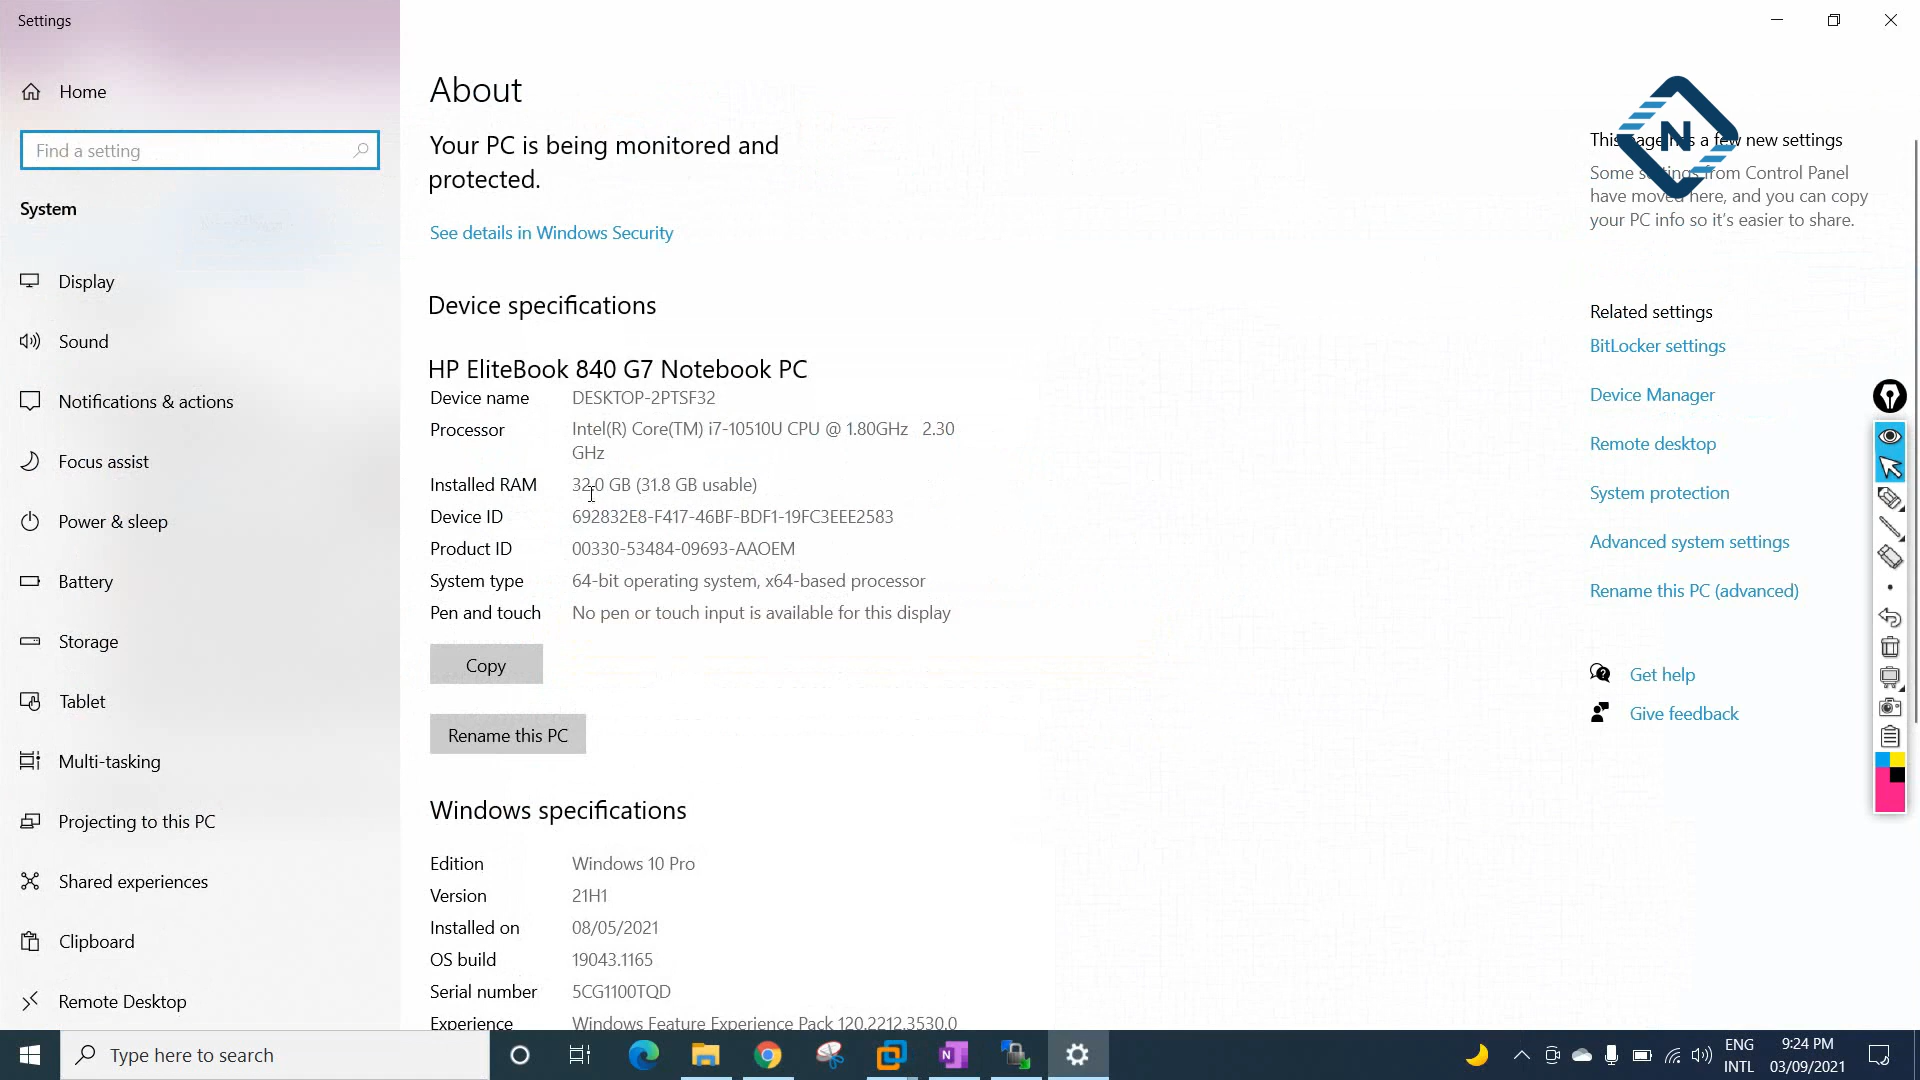 Settings
Home
Find a setting
System
Display
Sound
Notifications & actions
Focus assist
Power & sleep
Battery
Storage
Tablet
Multi-tasking
Projecting to this PC
Shared experiences
Clipboard
Remote Desktop
About
Your PC is being monitored and
protected.
See details in Windows Security
Device specifications
HP EliteBook 840 G7 Notebook PC
Device name DESKTOP-2PTSF32
Processor Intel(R) Core(TM) i7-10510U CPU @ 1.80GHz 2.30
GHz
Installed RAM 32.0 GB (31.8 GB usable)
Device ID 692832E8-F417-46BF-BDF1-19FC3EEE2583
Product ID 00330-53484-09693-AAOEM
System type 64-bit operating system, x64-based processor
Pen and touch No pen or touch input is available for this display
Copy
Rename this PC
Windows specifications
Edition Windows 10 Pro
Version 21H1
Installed on 08/05/2021
OS build 19043.1165
Serial number 5CG1100TQD
Experience Windows Feature Experience Pack 120.2212.3530.0
N
This page has a few new settings
Some settings from Control Panel
have moved here, and you can copy
your PC info so it's easier to share.
Related settings
BitLocker settings
Device Manager
Remote desktop
System protection
Advanced system settings
Rename this PC (advanced)
Get help
Give feedback
Type here to search
N
ENG
INTL
9:24 PM
03/09/2021